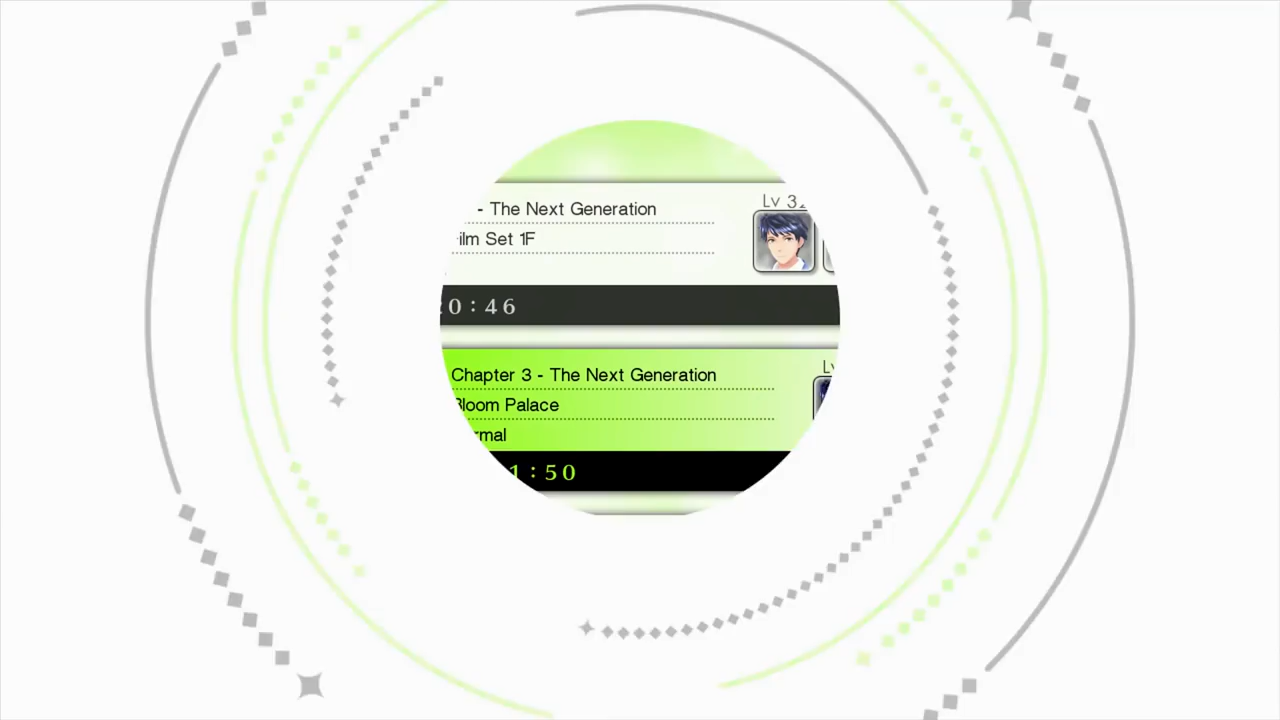 - The Next Generation
Lv 32
ilm Set 1F
0:46
Chapter 3 - The Next Generation
Bloom Palace
rmal
1:50